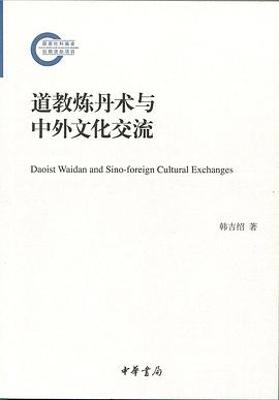 国家社科基金
后期资助项目
道教炼丹术与
中外文化交流
Daoist Waidan and Sino-foreign Cultural Exchanges
韩吉绍 著
中華書局